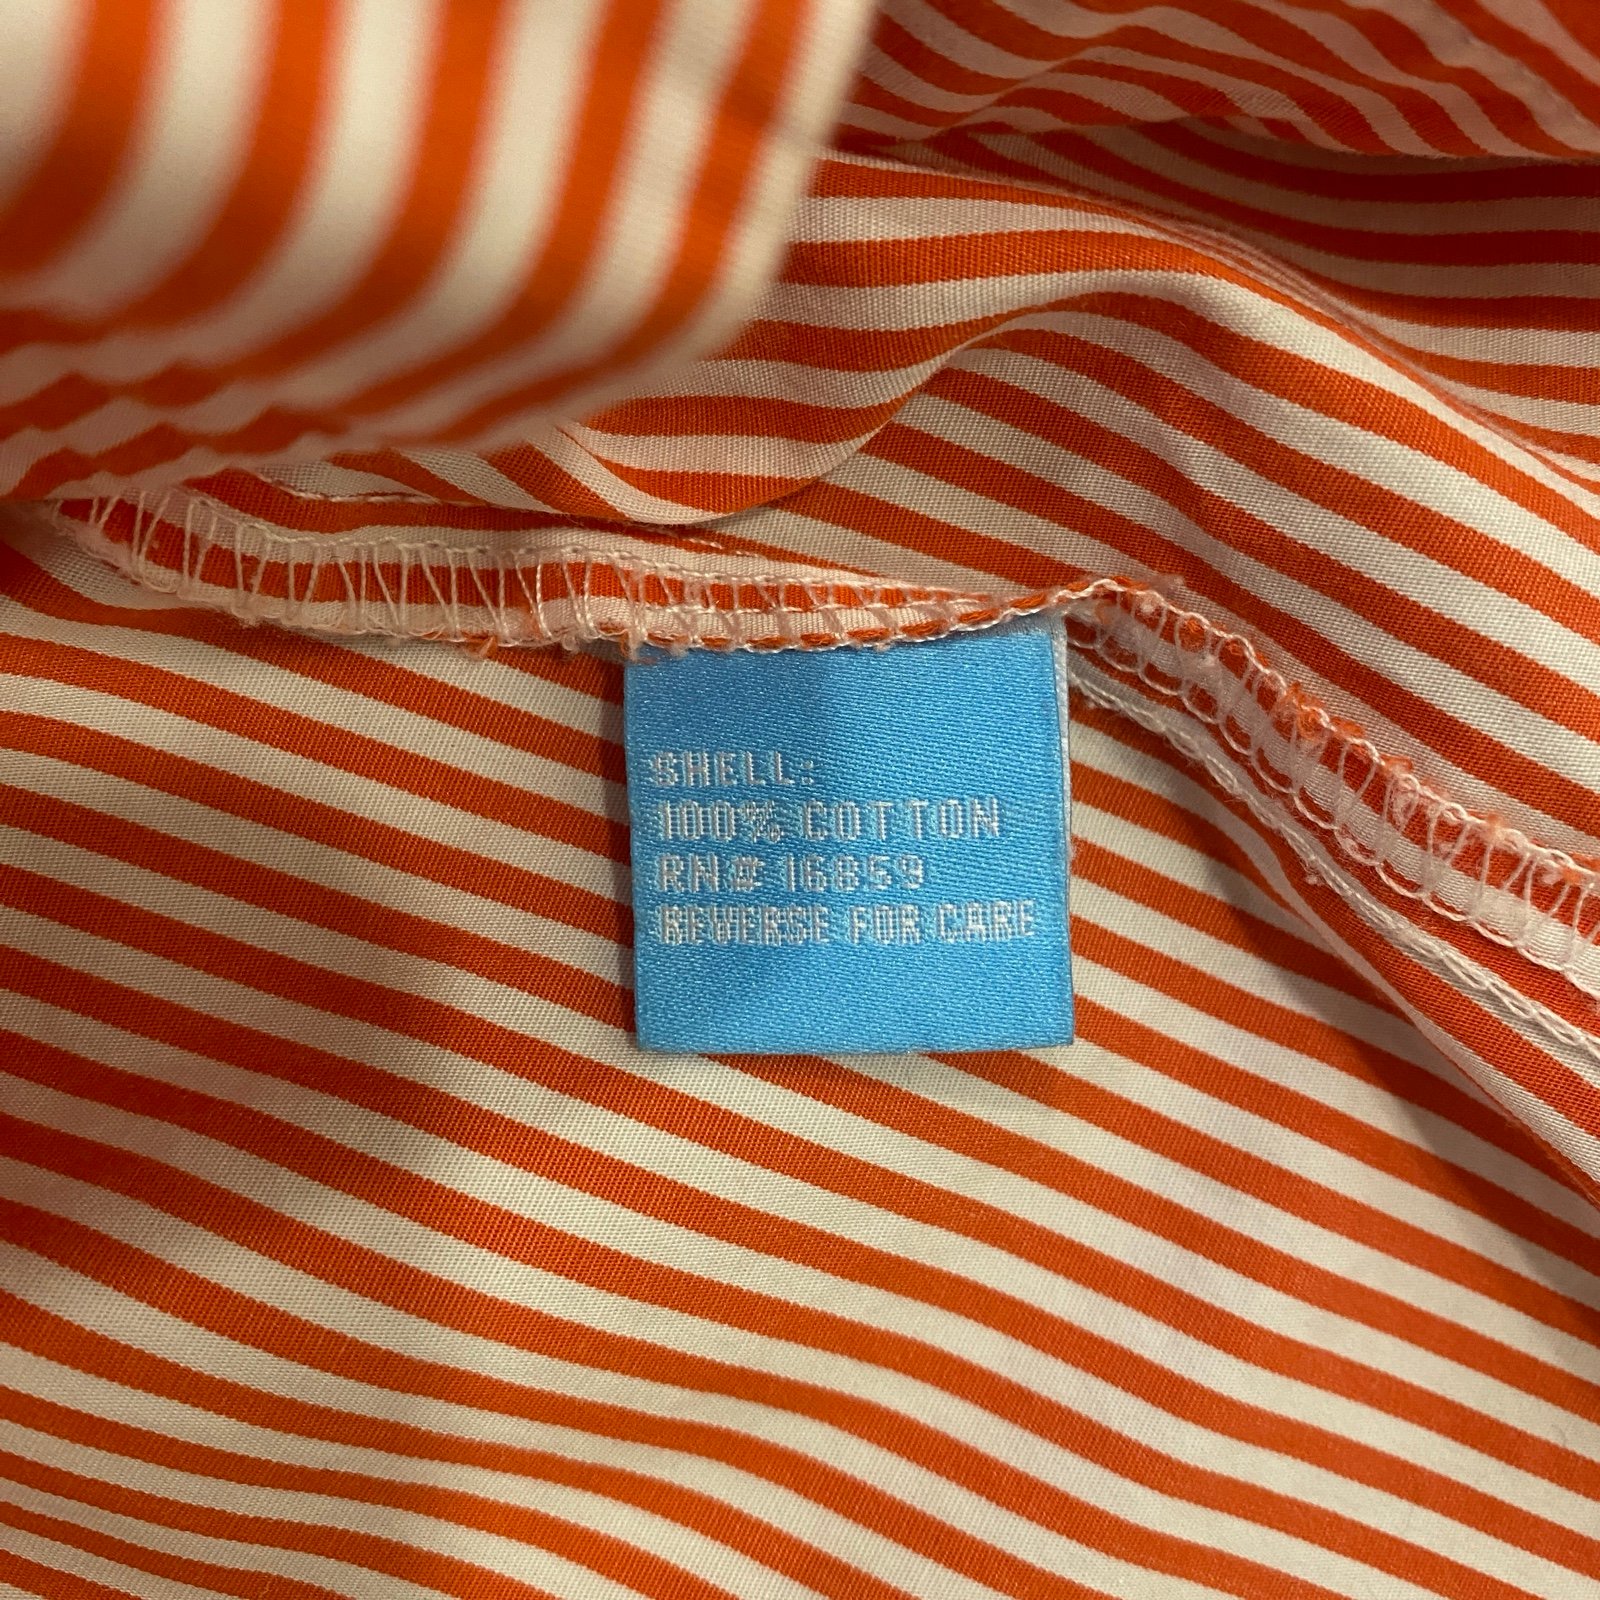 SHELL:
100% COTTON
RN# 16859
REVERSE FOR CARE